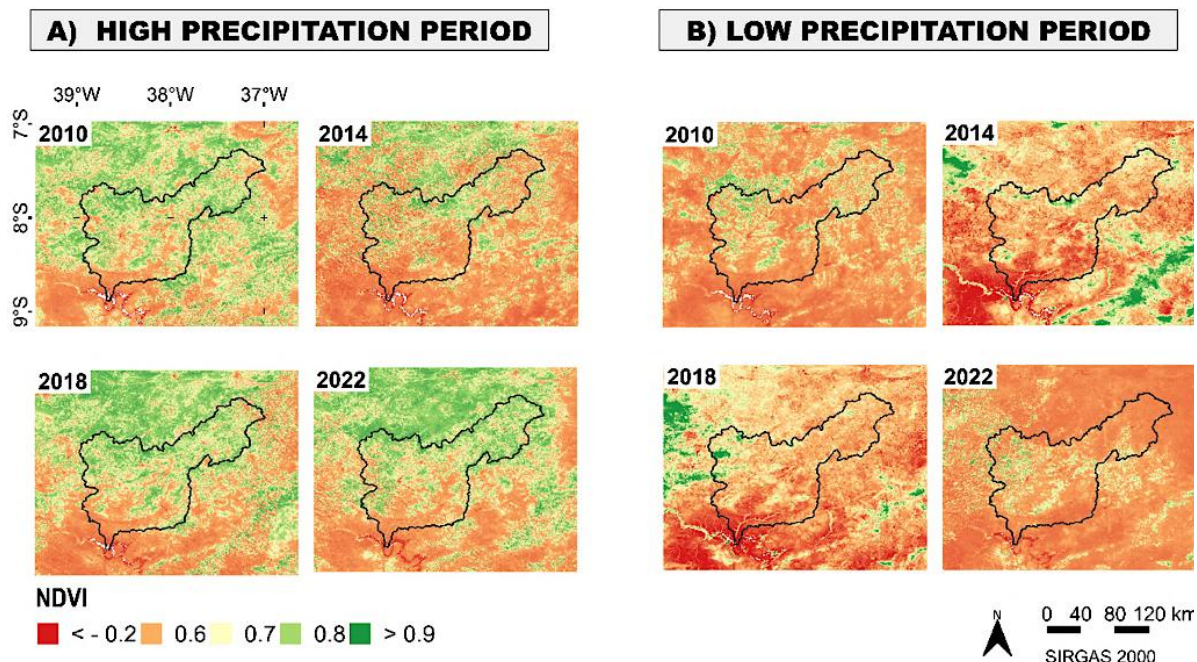 A) HIGH PRECIPITATION PERIOD
B) LOW PRECIPITATION PERIOD
39°W 38°W 37°W
7°S
8°S
9°S
2010
2014
2010
2014
2018
2022
2018
2022
NDVI
< - 0.2 0.6 0.7 0.8 > 0.9
N
0 40 80 120 km
SIRGAS 2000